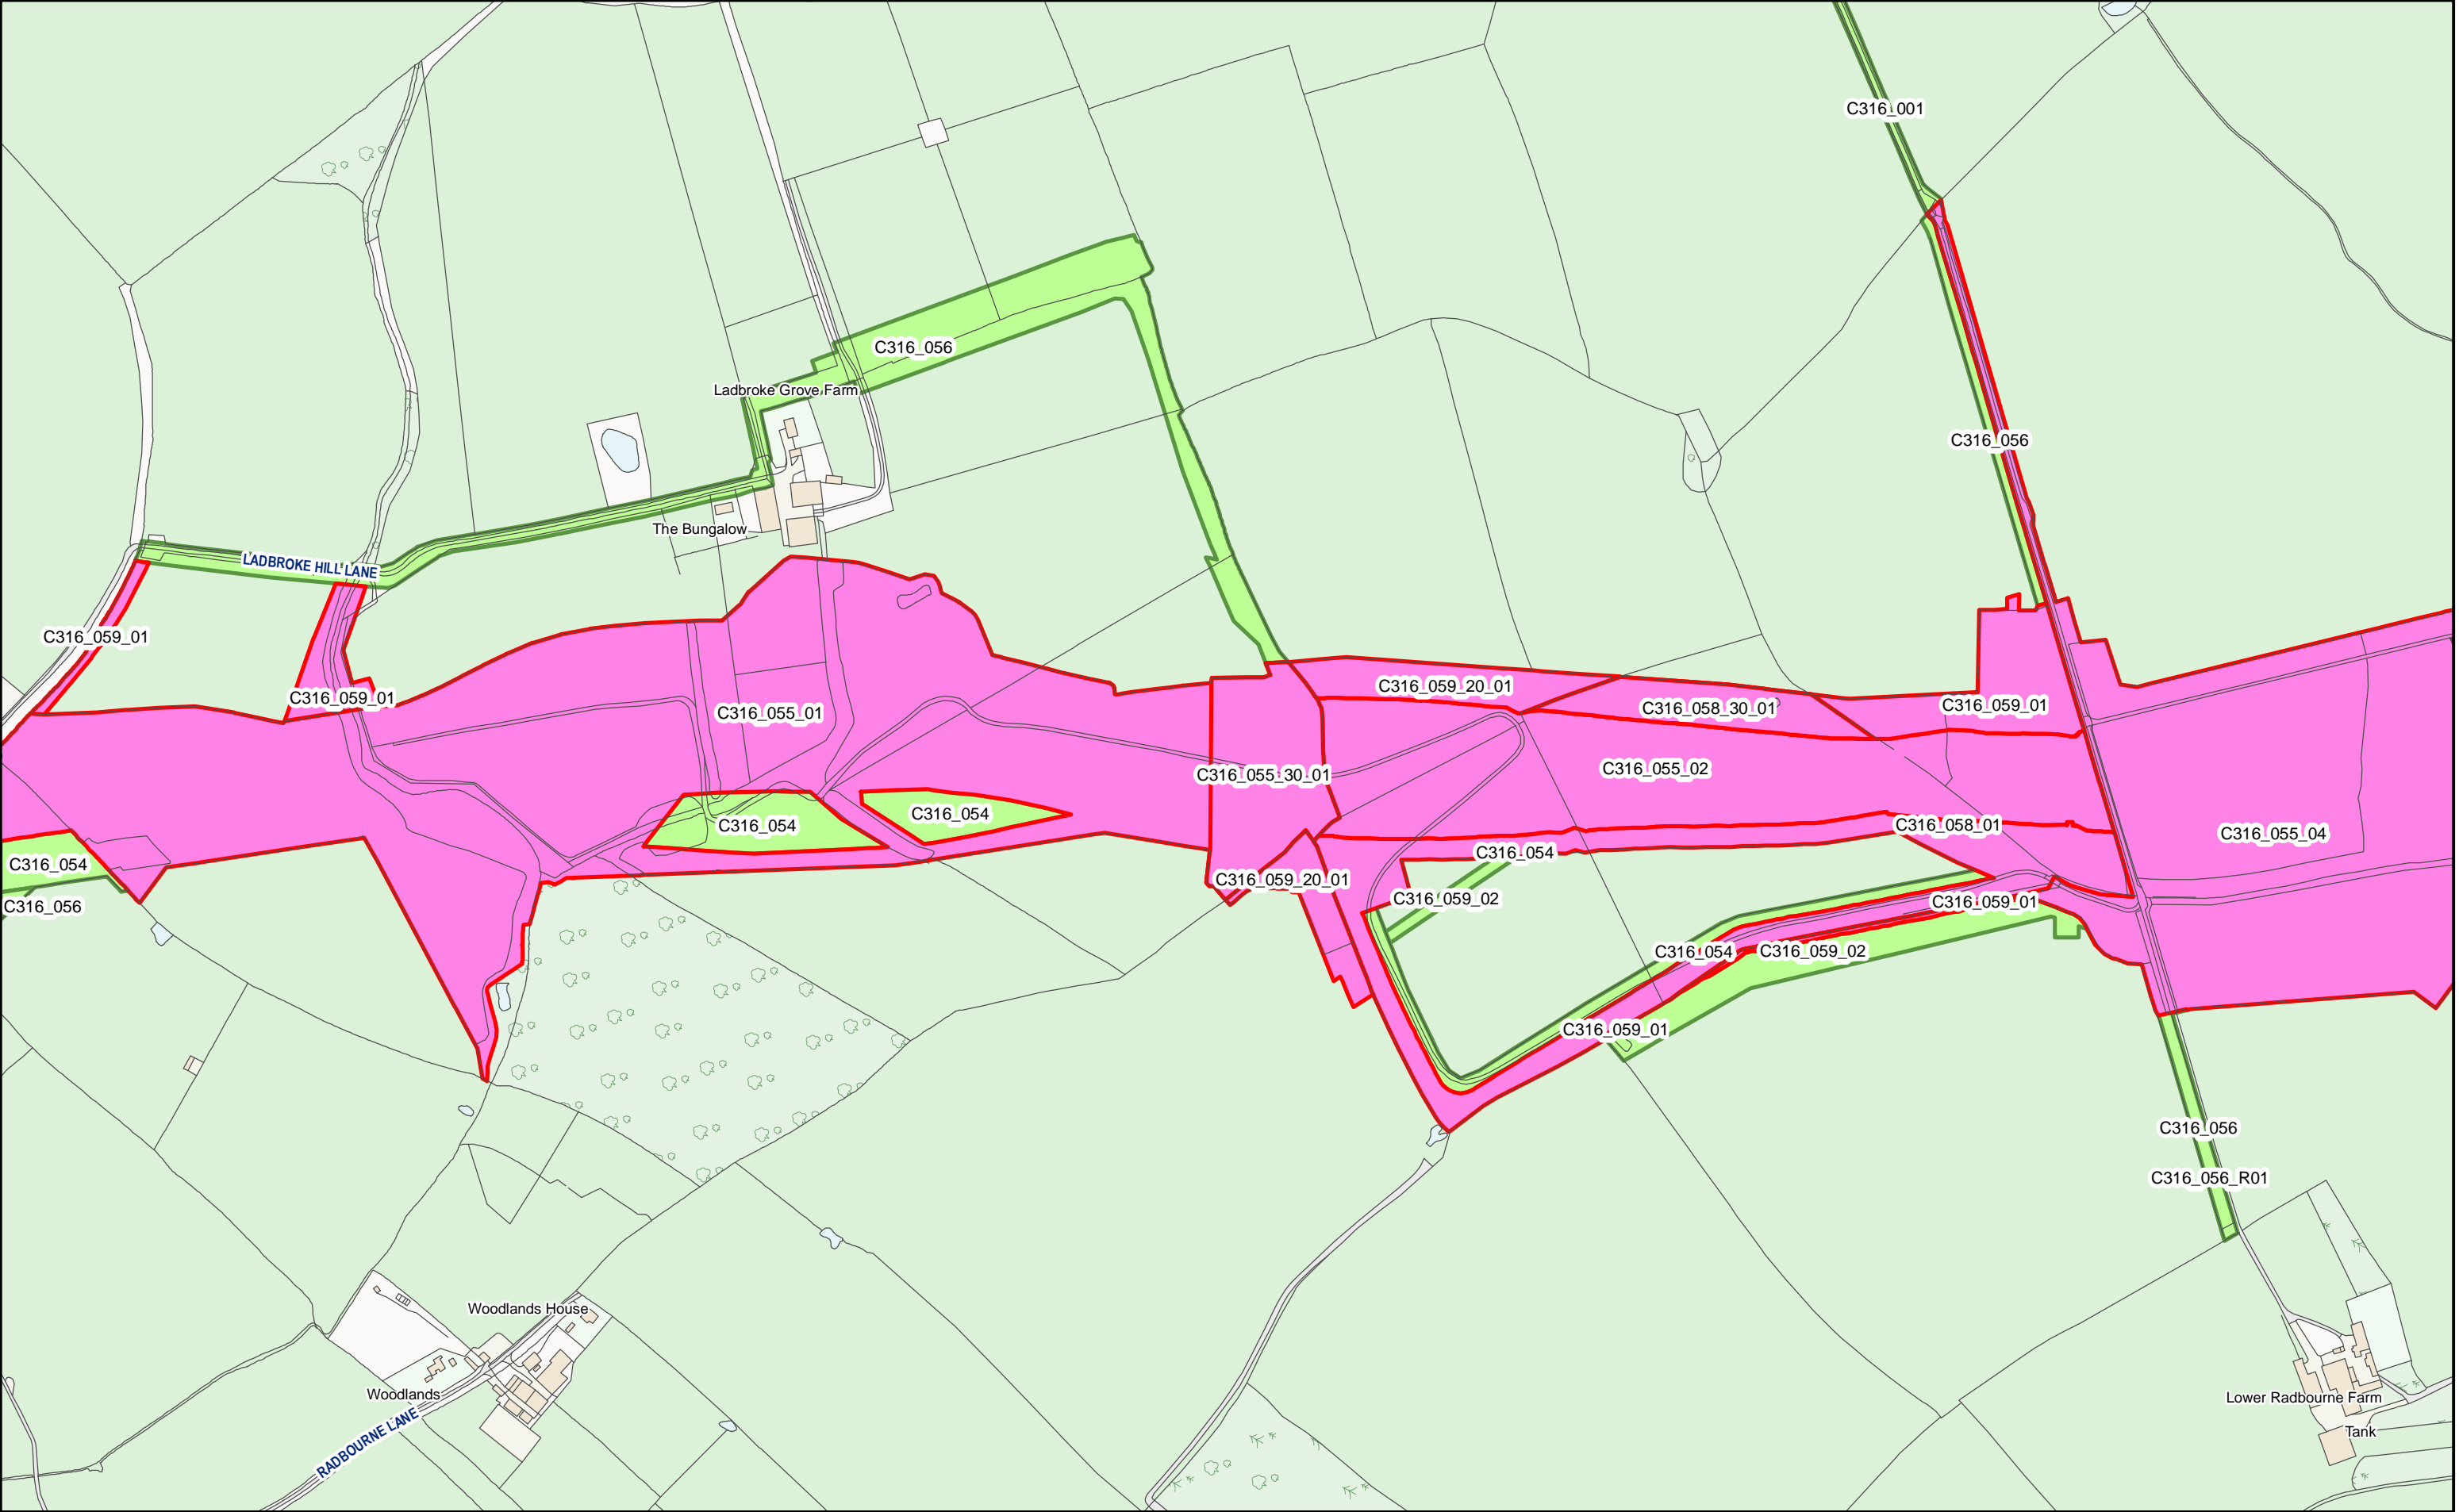 C316_001
C316_056
Ladbroke Grove Farm
C316_056
The Bungalow
LADBROKE HILL LANE
C316_059_01
C316_059_01
C316_055_01
C316_059_20_01
C316_058_30_01
C316_059_01
C316_055_30_01
C316_055_02
C316_054
C316_054
C316_058_01
C316_055_04
C316_054
C316_054
C316_059_20_01
C316_059_02
C316_059_01
C316_056
C316_054
C316_059_02
C316_059_01
C316_056
C316_056_R01
Woodlands House
Woodlands
RADBOURNE LANE
Lower Radbourne Farm
Tank